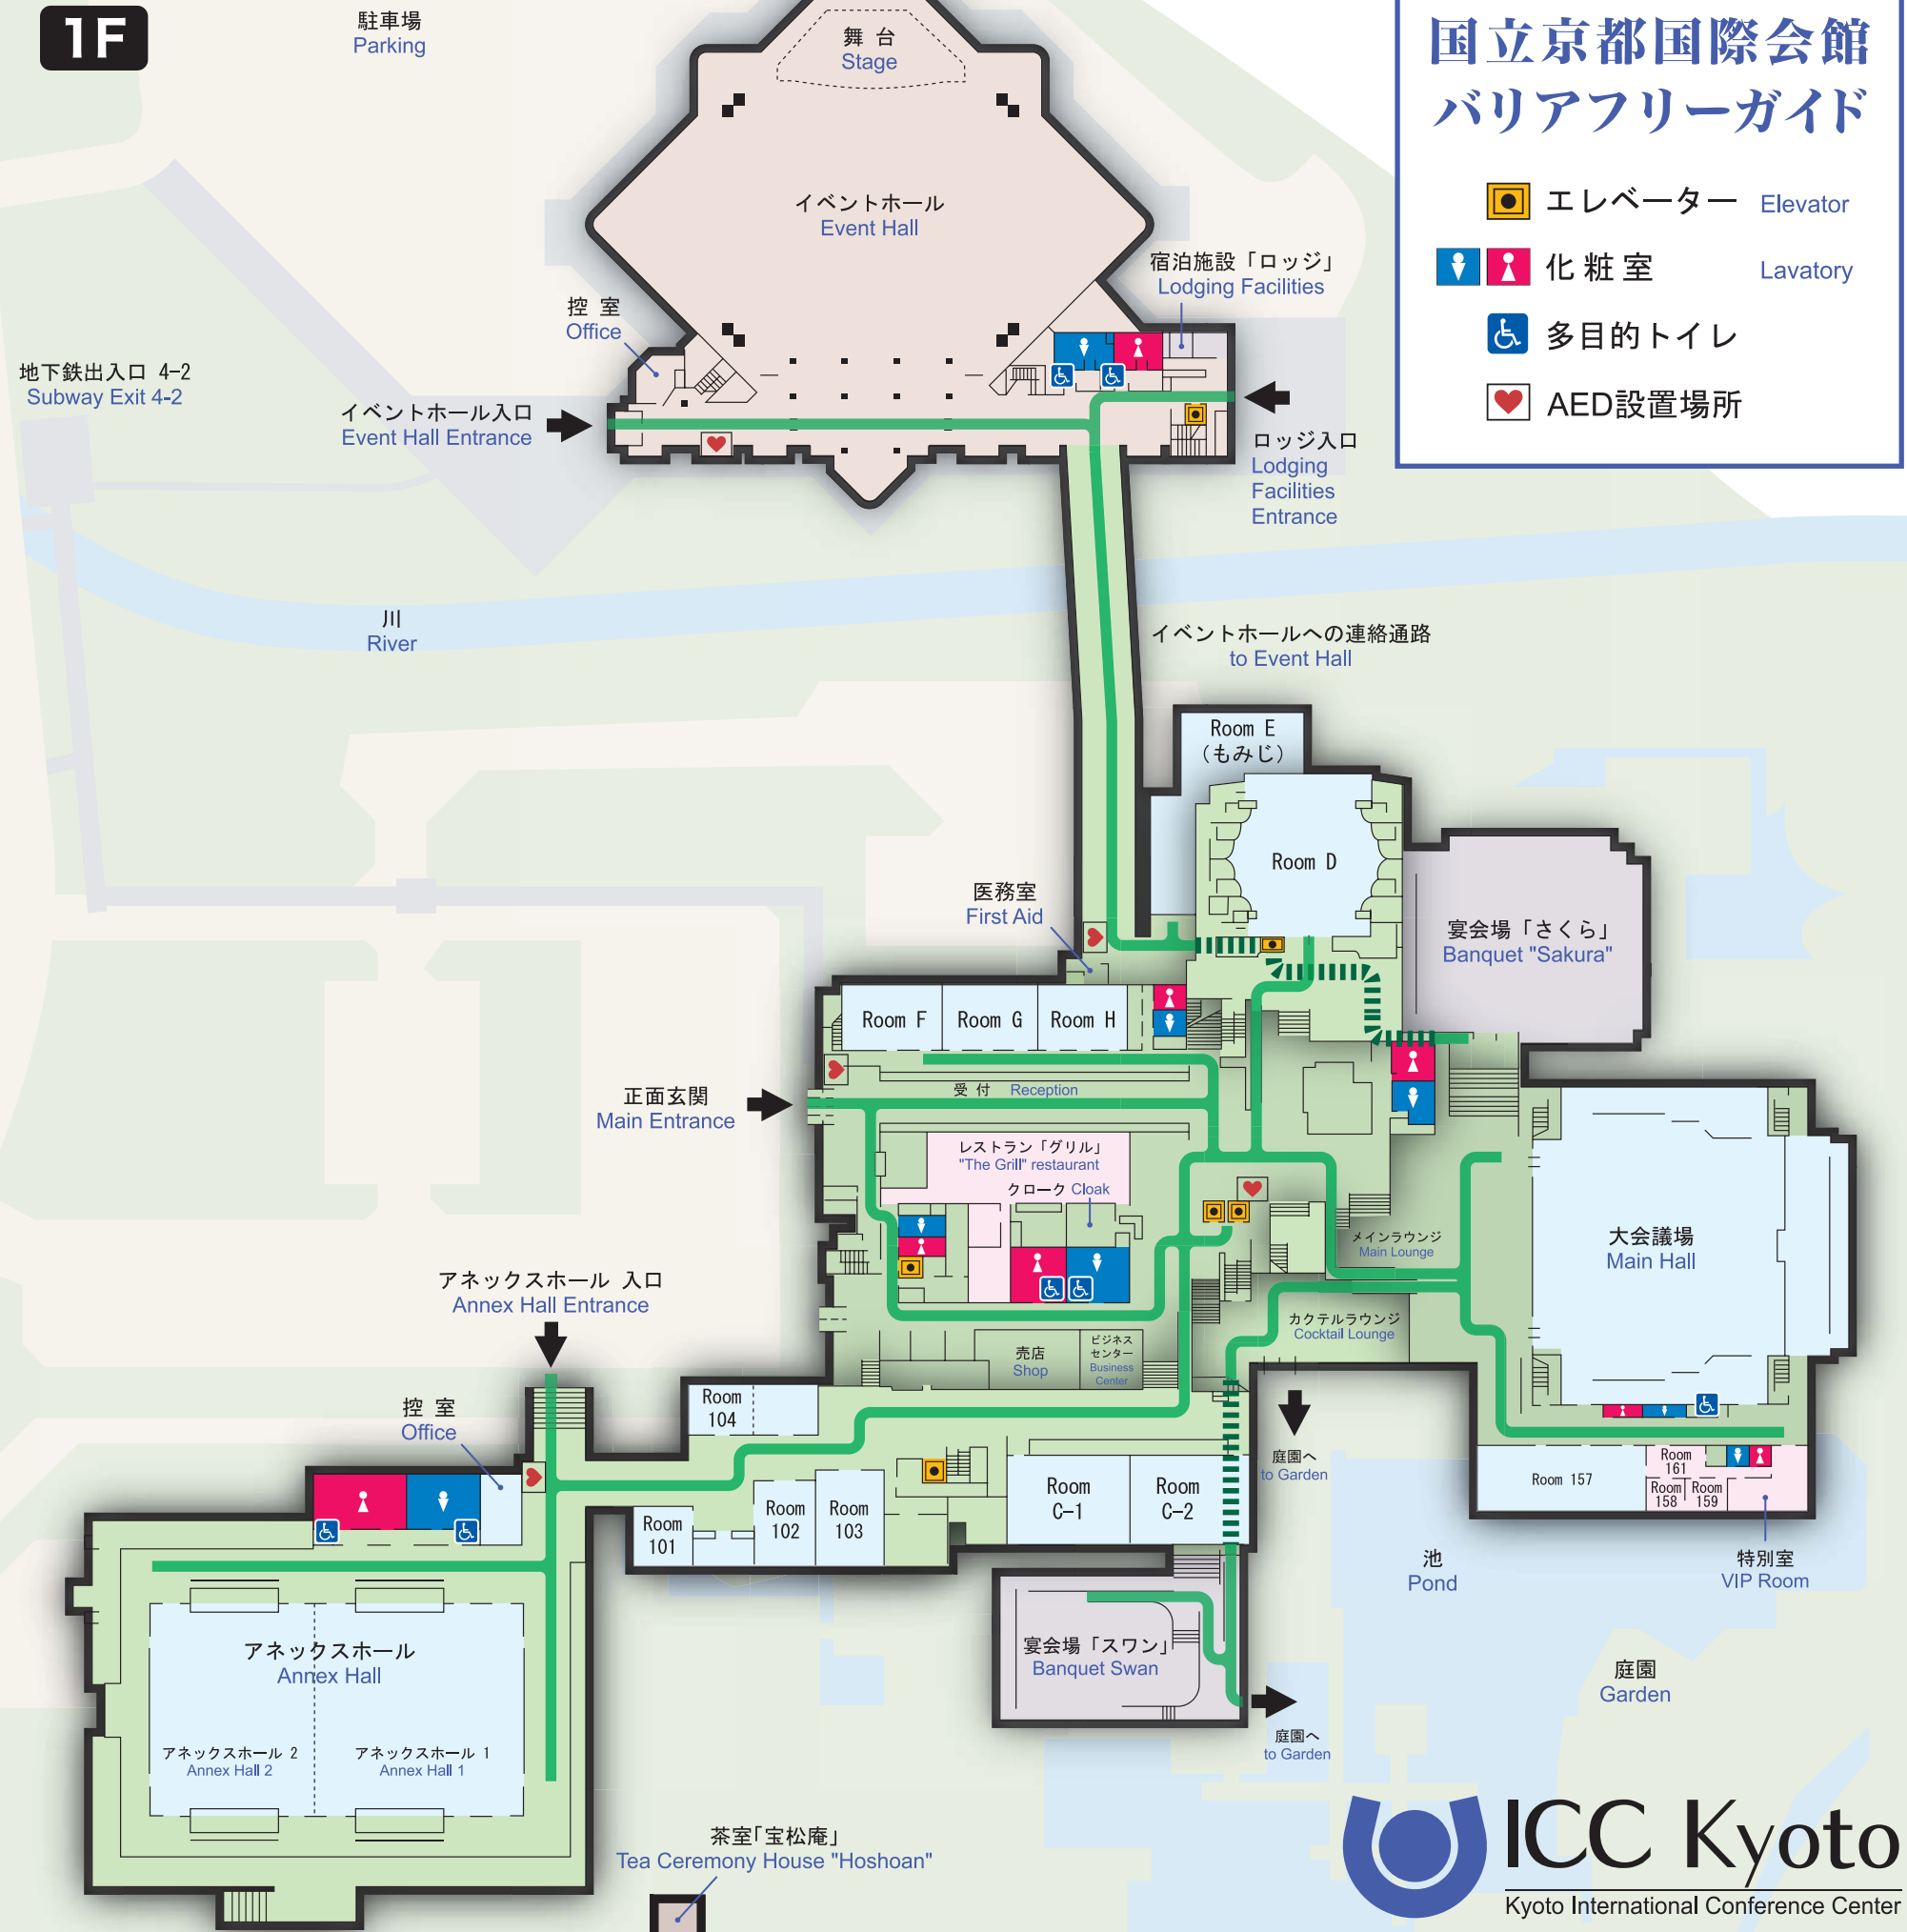 1F
駐車場
Parking
舞 台
Stage
国立京都国際会館
バリアフリーガイド
エレベーター Elevator
化 粧 室 Lavatory
多目的トイレ
AED設置場所
イベントホール
Event Hall
宿泊施設「ロッジ」
Lodging Facilities
控 室
Office
地下鉄出入口 4-2
Subway Exit 4-2
イベントホール入口
Event Hall Entrance
ロッジ入口
Lodging
Facilities
Entrance
川
River
イベントホールへの連絡通路
to Event Hall
Room E
(もみじ)
Room D
医務室
First Aid
宴会場「さくら」
Banquet "Sakura"
Room F
Room G
Room H
受 付 Reception
正面玄関
Main Entrance
レストラン「グリル」
"The Grill" restaurant
クローク Cloak
メインラウンジ
Main Lounge
大会議場
Main Hall
アネックスホール 入口
Annex Hall Entrance
カクテルラウンジ
Cocktail Lounge
売店
Shop
ビジネス
センター
Business
Center
控 室
Office
Room
104
庭園へ
to Garden
Room
C-1
Room
C-2
Room
101
Room
102
Room
103
Room 157
Room
161
Room
158
Room
159
池
Pond
特別室
VIP Room
アネックスホール
Annex Hall
宴会場「スワン」
Banquet Swan
庭園
Garden
アネックスホール 2
Annex Hall 2
アネックスホール 1
Annex Hall 1
庭園へ
to Garden
茶室「宝松庵」
Tea Ceremony House "Hoshoan"
ICC Kyoto
Kyoto International Conference Center